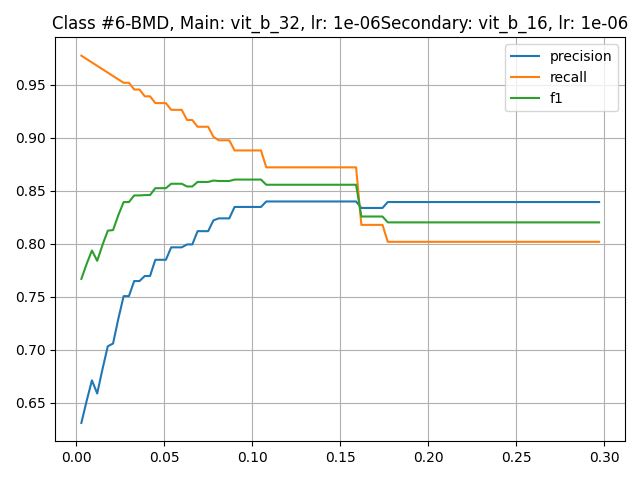 Class #6-BMD, Main: vit_b_32, lr: 1e-06Secondary: vit_b_16, lr: 1e-06
precision
recall
f1
0.95
0.90
0.85
0.80
0.75
0.70
0.65
0.00 0.05 0.10 0.15 0.20 0.25 0.30